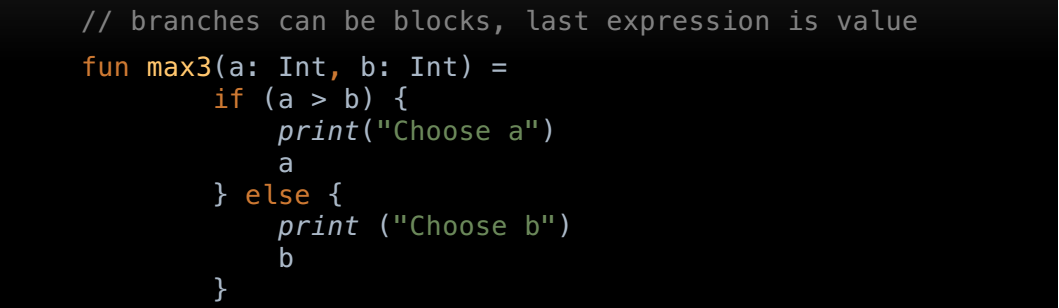 // branches can be blocks, last expression is value
fun max3(a: Int, b: Int) =
        if (a > b) {
            print("Choose a")
            a
        } else {
            print ("Choose b")
            b
        }